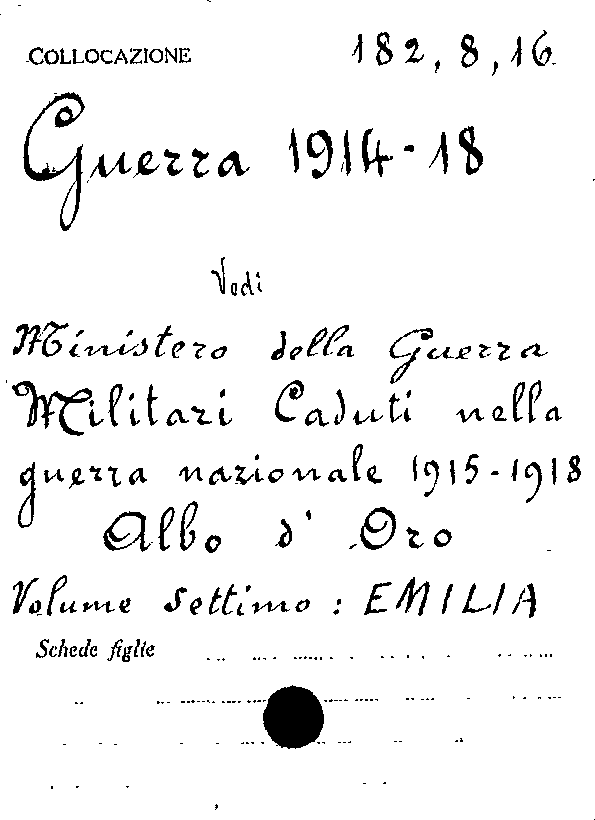 COLLOCAZIONE 182, 8, 16
Guerra 1914-18
Vedi
Ministero della Guerra
Militari Caduti nella
guerra nazionale 1915-1918
Albo d' Oro
Volume settimo : EMILIA
Schede figlie